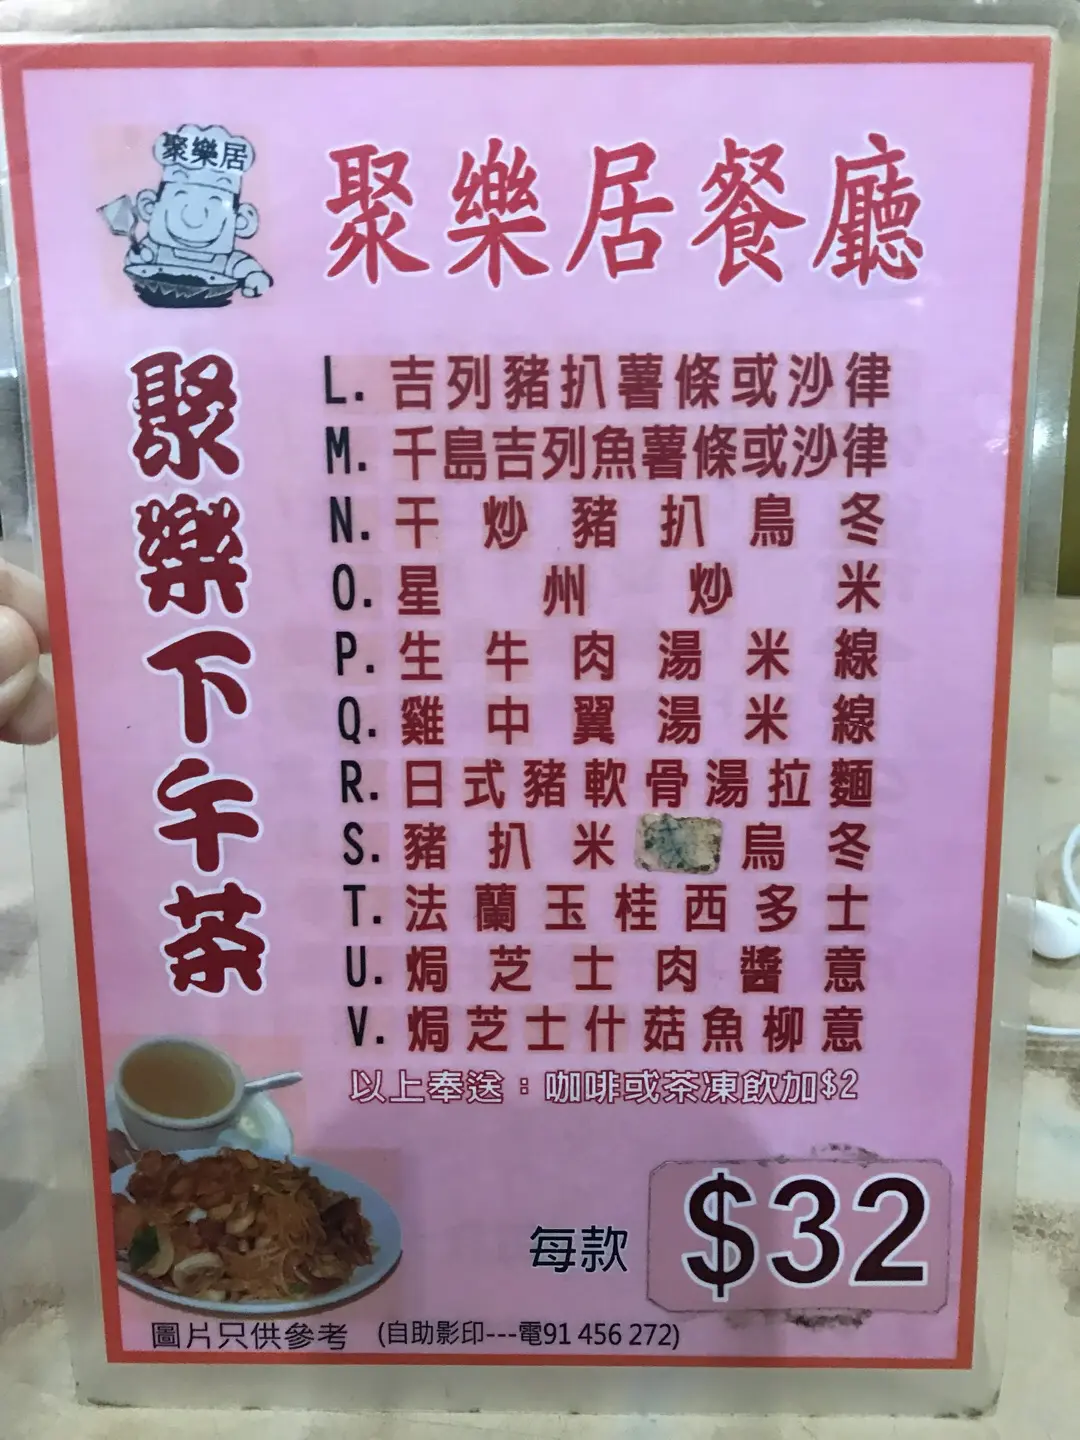 聚樂居
聚樂居餐廳
聚樂下午茶
L. 吉列豬扒薯條或沙律
M. 千島吉列魚薯條或沙律
N. 干炒豬扒鳥冬
O. 星州炒米
P. 生牛肉湯米線
Q. 雞中翼湯米線
R. 日式豬軟骨湯拉麵
S. 豬扒米 烏冬
T. 法蘭玉桂西多士
U. 焗芝士肉醬意
V. 焗芝士什菇魚柳意
以上奉送：咖啡或茶凍飲加$2
每款 $32
圖片只供參考 (自助影印---電91 456 272)